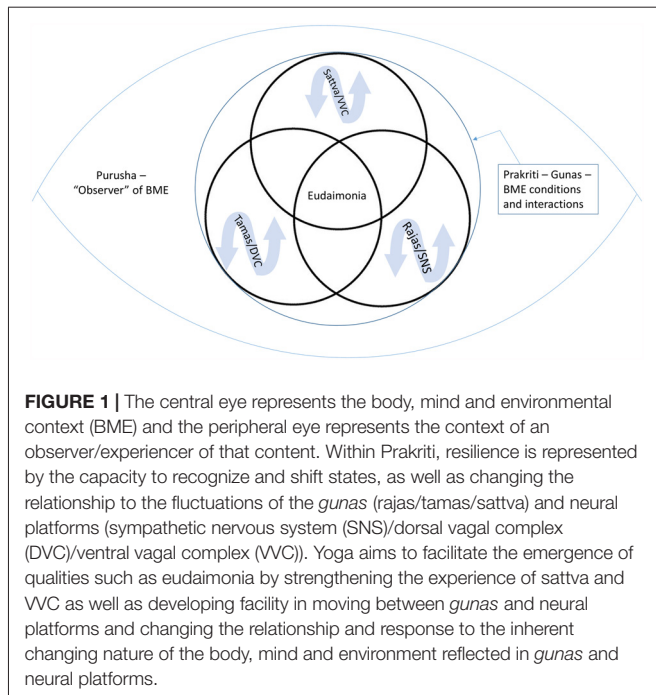 Sattva/VVC
Purusha –
“Observer” of BME
Eudaimonia
Prakriti – Gunas –
BME conditions
and interactions
Tamas/DVC
Rajas/SNS
FIGURE 1 | The central eye represents the body, mind and environmental
context (BME) and the peripheral eye represents the context of an
observer/experiencer of that content. Within Prakriti, resilience is represented
by the capacity to recognize and shift states, as well as changing the
relationship to the fluctuations of the gunas (rajas/tamas/sattva) and neural
platforms (sympathetic nervous system (SNS)/dorsal vagal complex
(DVC)/ventral vagal complex (VVC)). Yoga aims to facilitate the emergence of
qualities such as eudaimonia by strengthening the experience of sattva and
VVC as well as developing facility in moving between gunas and neural
platforms and changing the relationship and response to the inherent
changing nature of the body, mind and environment reflected in gunas and
neural platforms.